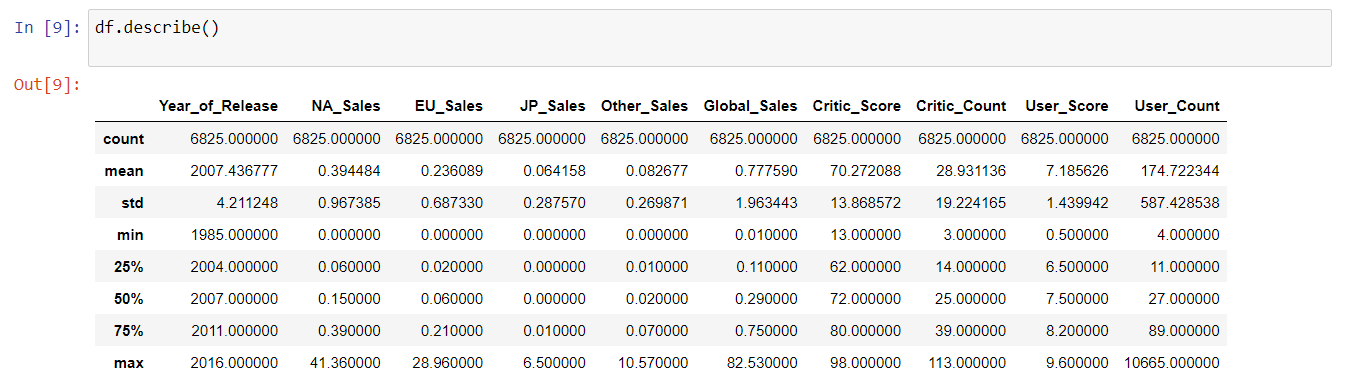 In [9]: df.describe()
Out[9]:
Year_of_Release NA_Sales EU_Sales JP_Sales Other_Sales Global_Sales Critic_Score Critic_Count User_Score User_Count
count 6825.000000 6825.000000 6825.000000 6825.000000 6825.000000 6825.000000 6825.000000 6825.000000 6825.000000 6825.000000
mean 2007.436777 0.394484 0.236089 0.064158 0.082677 0.777590 70.272088 28.931136 7.185626 174.722344
std 4.211248 0.967385 0.687330 0.287570 0.269871 1.963443 13.868572 19.224165 1.439942 587.428538
min 1985.000000 0.000000 0.000000 0.000000 0.000000 0.010000 13.000000 3.000000 0.500000 4.000000
25% 2004.000000 0.060000 0.020000 0.000000 0.010000 0.110000 62.000000 14.000000 6.500000 11.000000
50% 2007.000000 0.150000 0.060000 0.000000 0.020000 0.290000 72.000000 25.000000 7.500000 27.000000
75% 2011.000000 0.390000 0.210000 0.010000 0.070000 0.750000 80.000000 39.000000 8.200000 89.000000
max 2016.000000 41.360000 28.960000 6.500000 10.570000 82.530000 98.000000 113.000000 9.600000 10665.000000